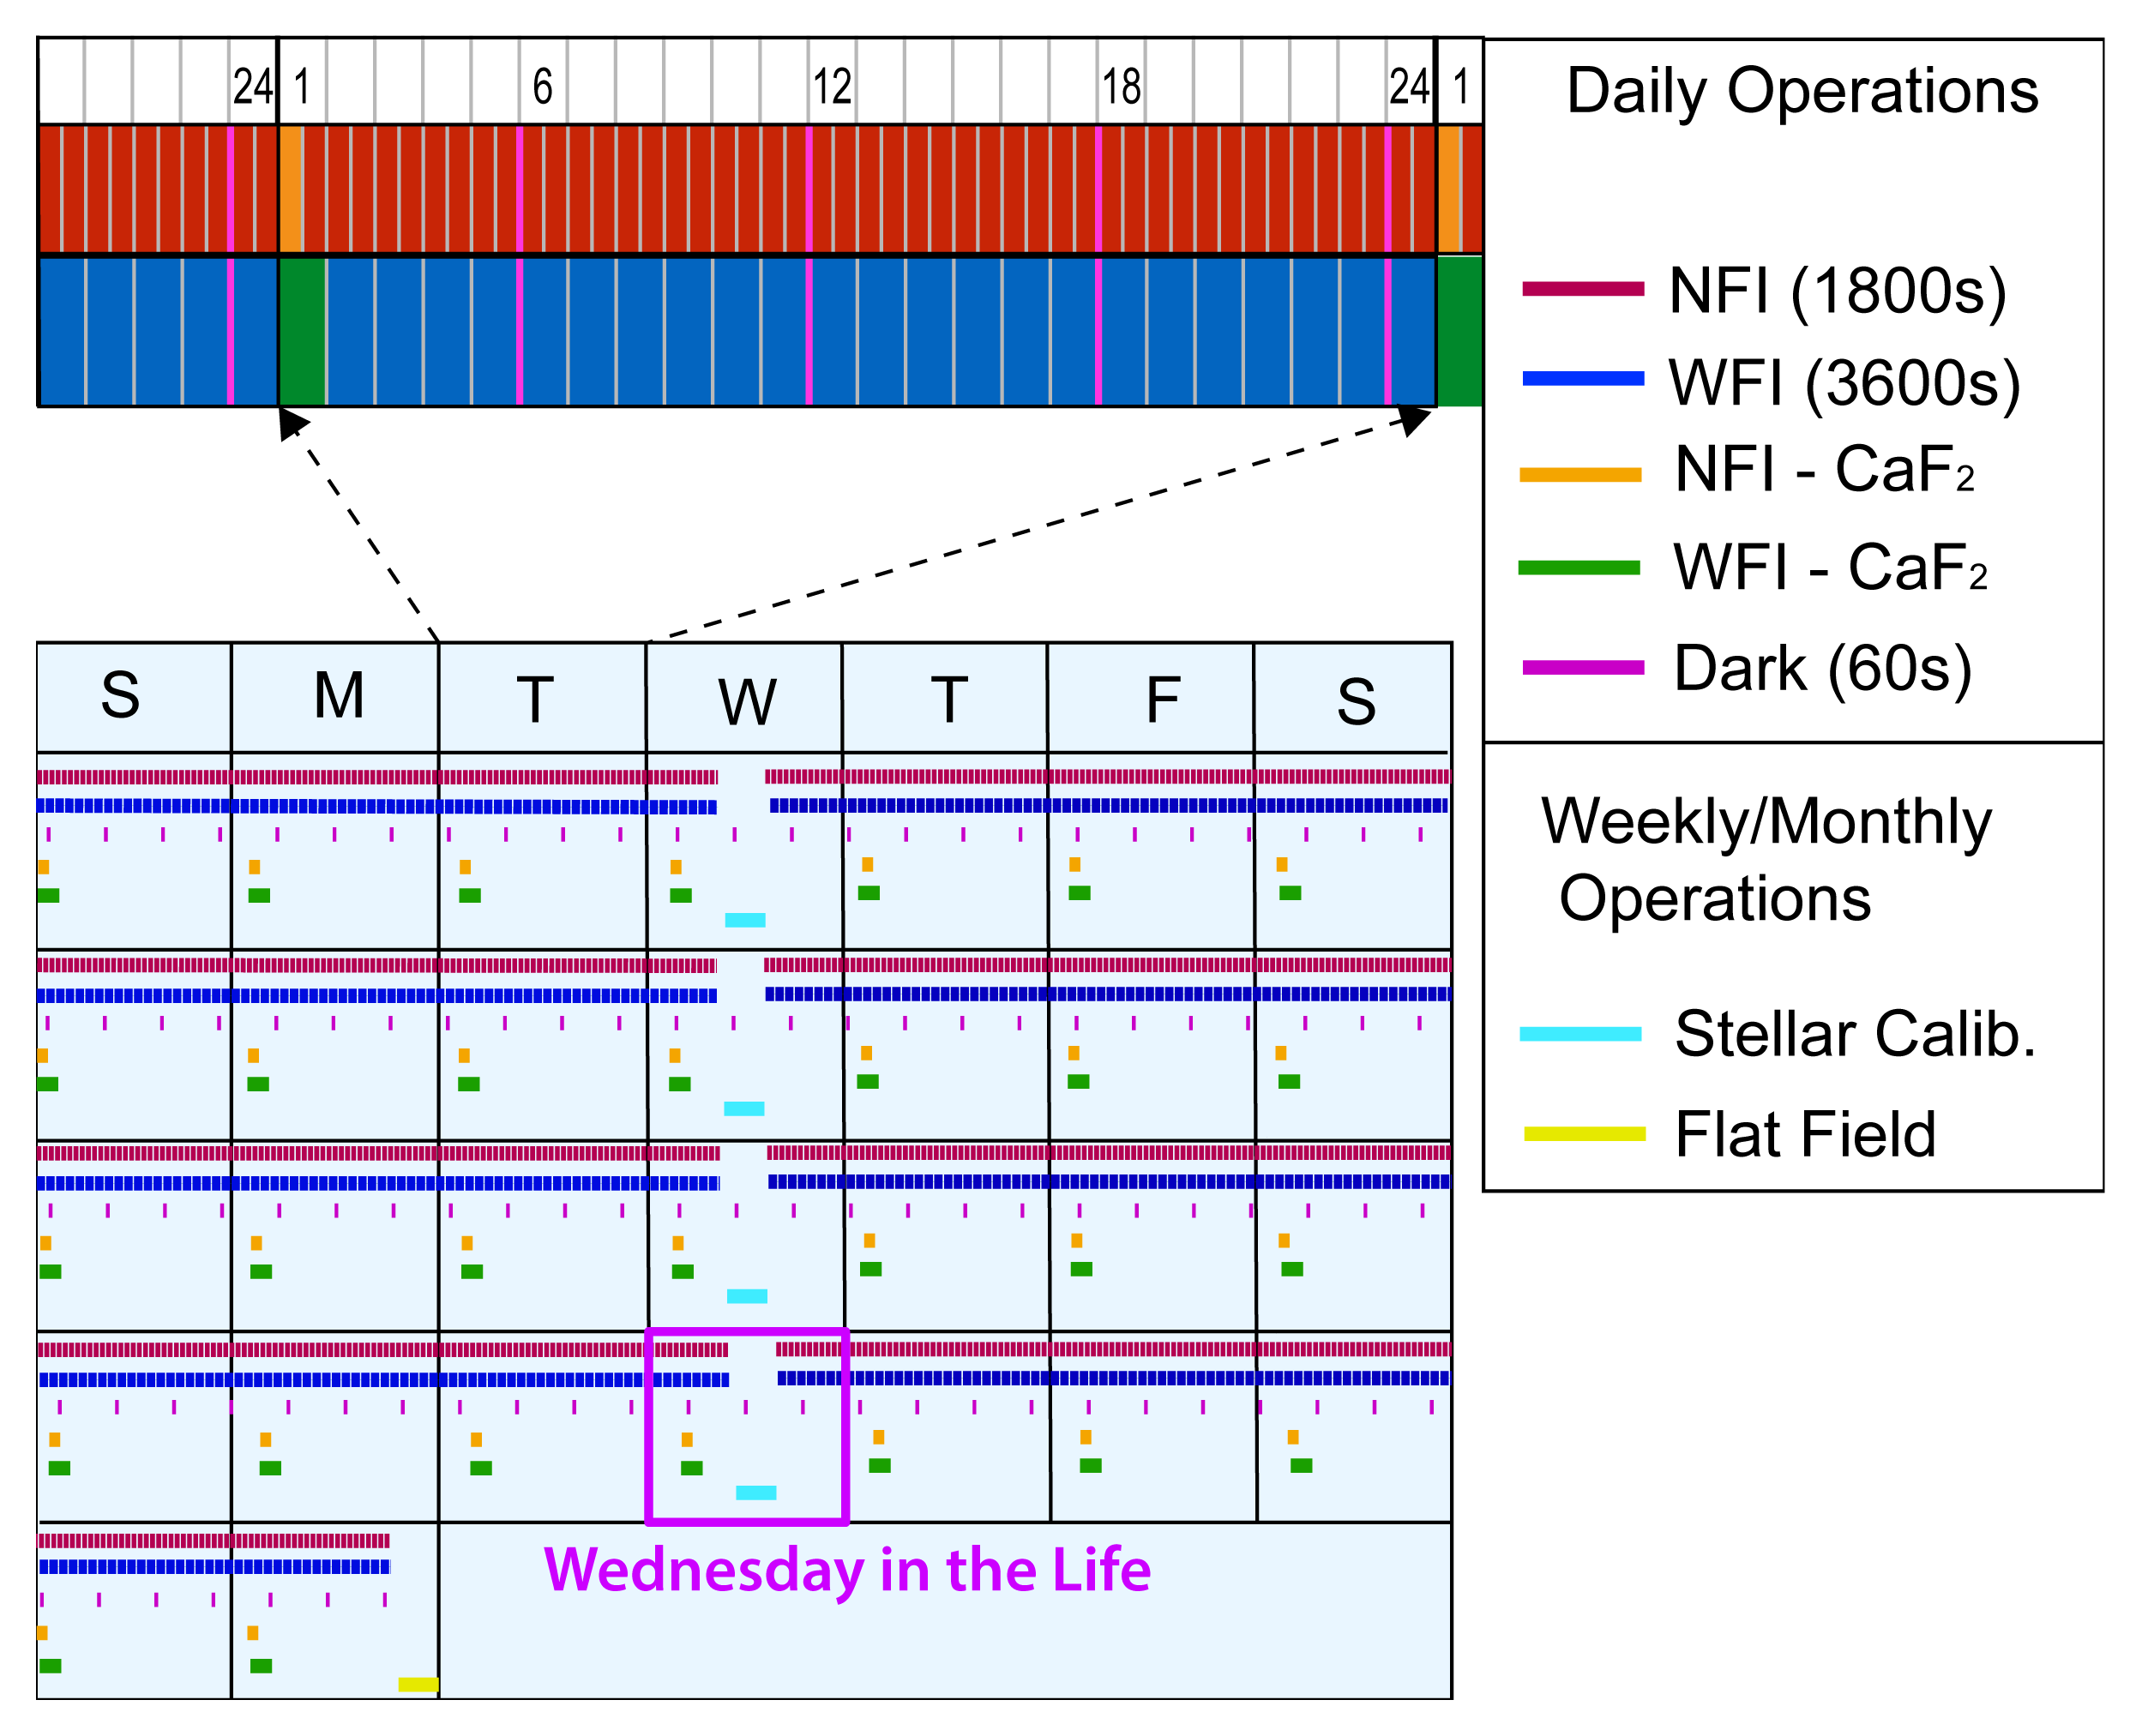 24 1 6 12 18 24 1
Daily Operations
NFI (1800s)
WFI (3600s)
NFI - CaF₂
WFI - CaF₂
Dark (60s)
S M T W T F S
Weekly/Monthly
Operations
Stellar Calib.
Flat Field
Wednesday in the Life